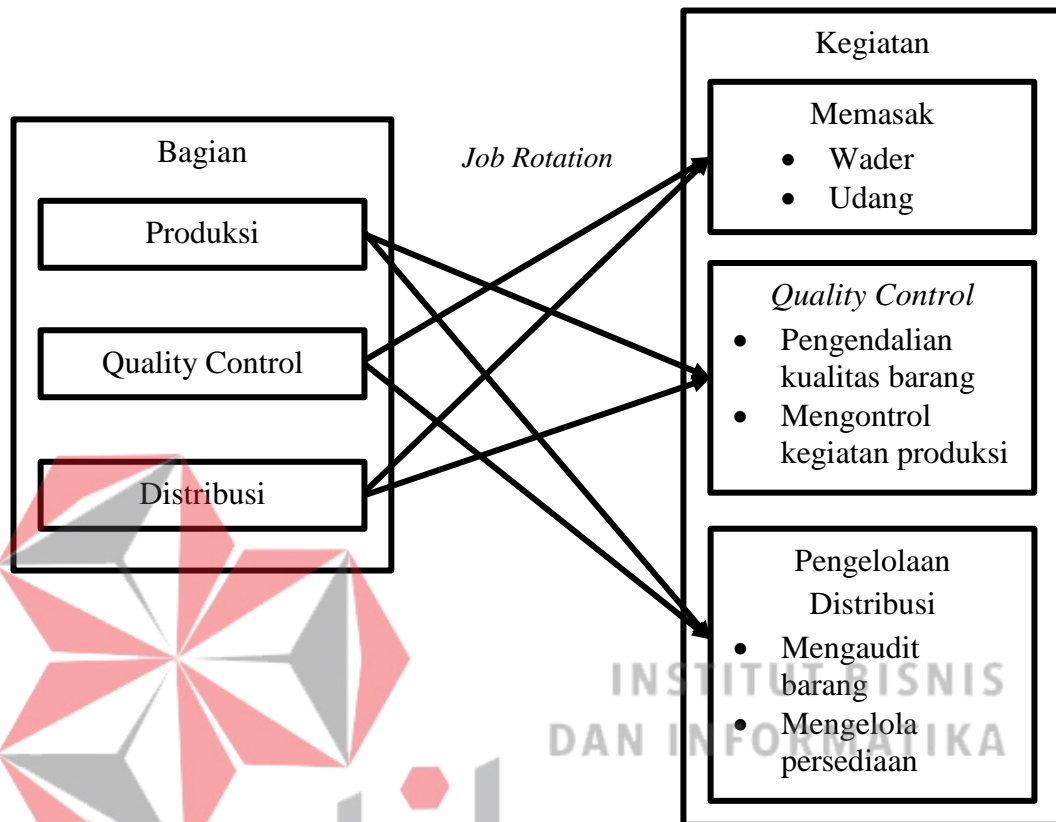 Bagian
Produksi
Quality Control
Distribusi
Job Rotation
Kegiatan
Memasak
• Wader
• Udang
Quality Control
• Pengendalian
kualitas barang
• Mengontrol
kegiatan produksi
Pengelolaan
Distribusi
• Mengaudit
barang
• Mengelola
persediaan
INSTITUT BISNIS
DAN INFORMATIKA